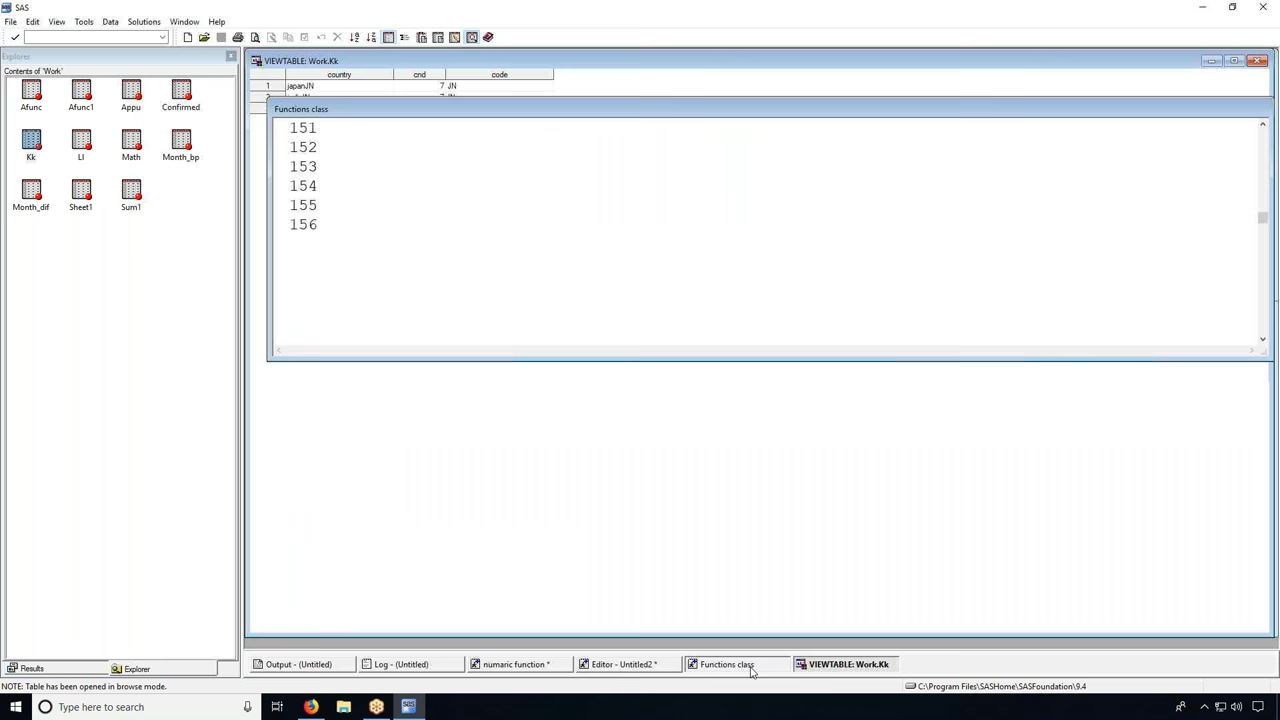 SAS
File Edit View Tools Data Solutions Window Help
Explorer
Contents of 'Work'
Afunc Afunc1 Appu Confirmed
Kk LI Math Month_bp
Month_dif Sheet1 Sum1
VIEWTABLE: Work.Kk
country cnd code
1 japanJN 7 JN
Functions class
151
152
153
154
155
156
Results Explorer
Output - (Untitled) Log - (Untitled) numaric function * Editor - Untitled2 * Functions class VIEWTABLE: Work.Kk
NOTE: Table has been opened in browse mode. C:\Program Files\SASHome\SASFoundation\9.4
Type here to search